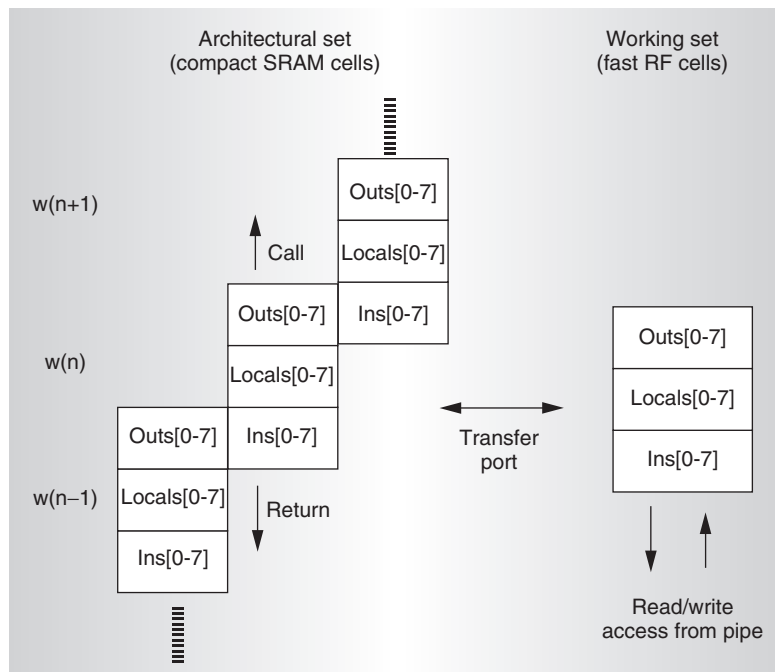 Architectural set
(compact SRAM cells)
Working set
(fast RF cells)
w(n+1)
Outs[0-7]
Locals[0-7]
Ins[0-7]
Call
w(n)
Outs[0-7]
Locals[0-7]
Ins[0-7]
w(n−1)
Outs[0-7]
Locals[0-7]
Ins[0-7]
Return
Transfer
port
Outs[0-7]
Locals[0-7]
Ins[0-7]
Read/write
access from pipe